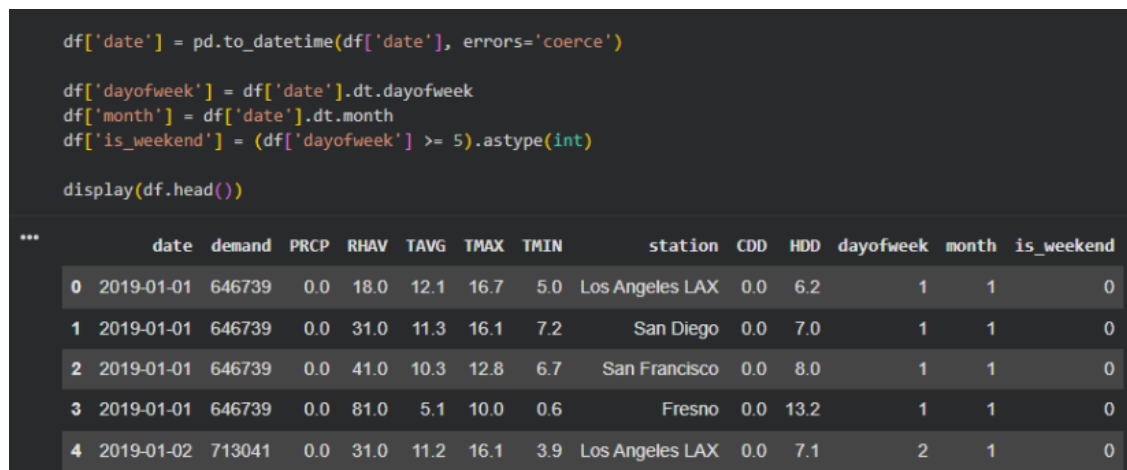 df['date'] = pd.to_datetime(df['date'], errors='coerce')
df['dayofweek'] = df['date'].dt.dayofweek
df['month'] = df['date'].dt.month
df['is_weekend'] = (df['dayofweek'] >= 5).astype(int)
display(df.head())
... date demand PRCP RHAV TAVG TMAX TMIN station CDD HDD dayofweek month is_weekend
0 2019-01-01 646739 0.0 18.0 12.1 16.7 5.0 Los Angeles LAX 0.0 6.2 1 1 0
1 2019-01-01 646739 0.0 31.0 11.3 16.1 7.2 San Diego 0.0 7.0 1 1 0
2 2019-01-01 646739 0.0 41.0 10.3 12.8 6.7 San Francisco 0.0 8.0 1 1 0
3 2019-01-01 646739 0.0 81.0 5.1 10.0 0.6 Fresno 0.0 13.2 1 1 0
4 2019-01-02 713041 0.0 31.0 11.2 16.1 3.9 Los Angeles LAX 0.0 7.1 2 1 0